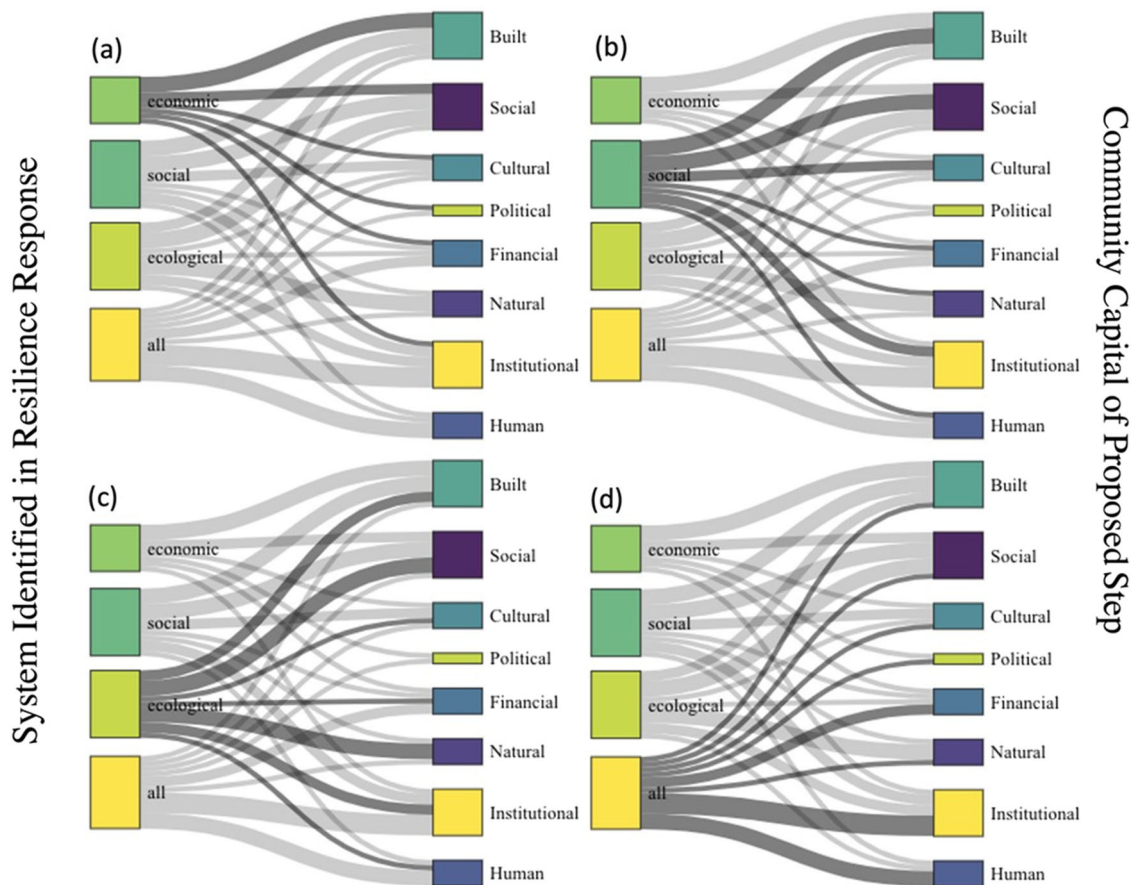 System Identified in Resilience Response
Community Capital of Proposed Step
(a)
economic
social
ecological
all
Built
Social
Cultural
Political
Financial
Natural
Institutional
Human
(b)
economic
social
ecological
all
Built
Social
Cultural
Political
Financial
Natural
Institutional
Human
(c)
economic
social
ecological
all
Built
Social
Cultural
Political
Financial
Natural
Institutional
Human
(d)
economic
social
ecological
all
Built
Social
Cultural
Political
Financial
Natural
Institutional
Human